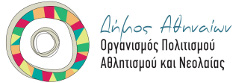 Δήμος Αθηναίων
Οργανισμός Πολιτισμού
Αθλητισμού και Νεολαίας